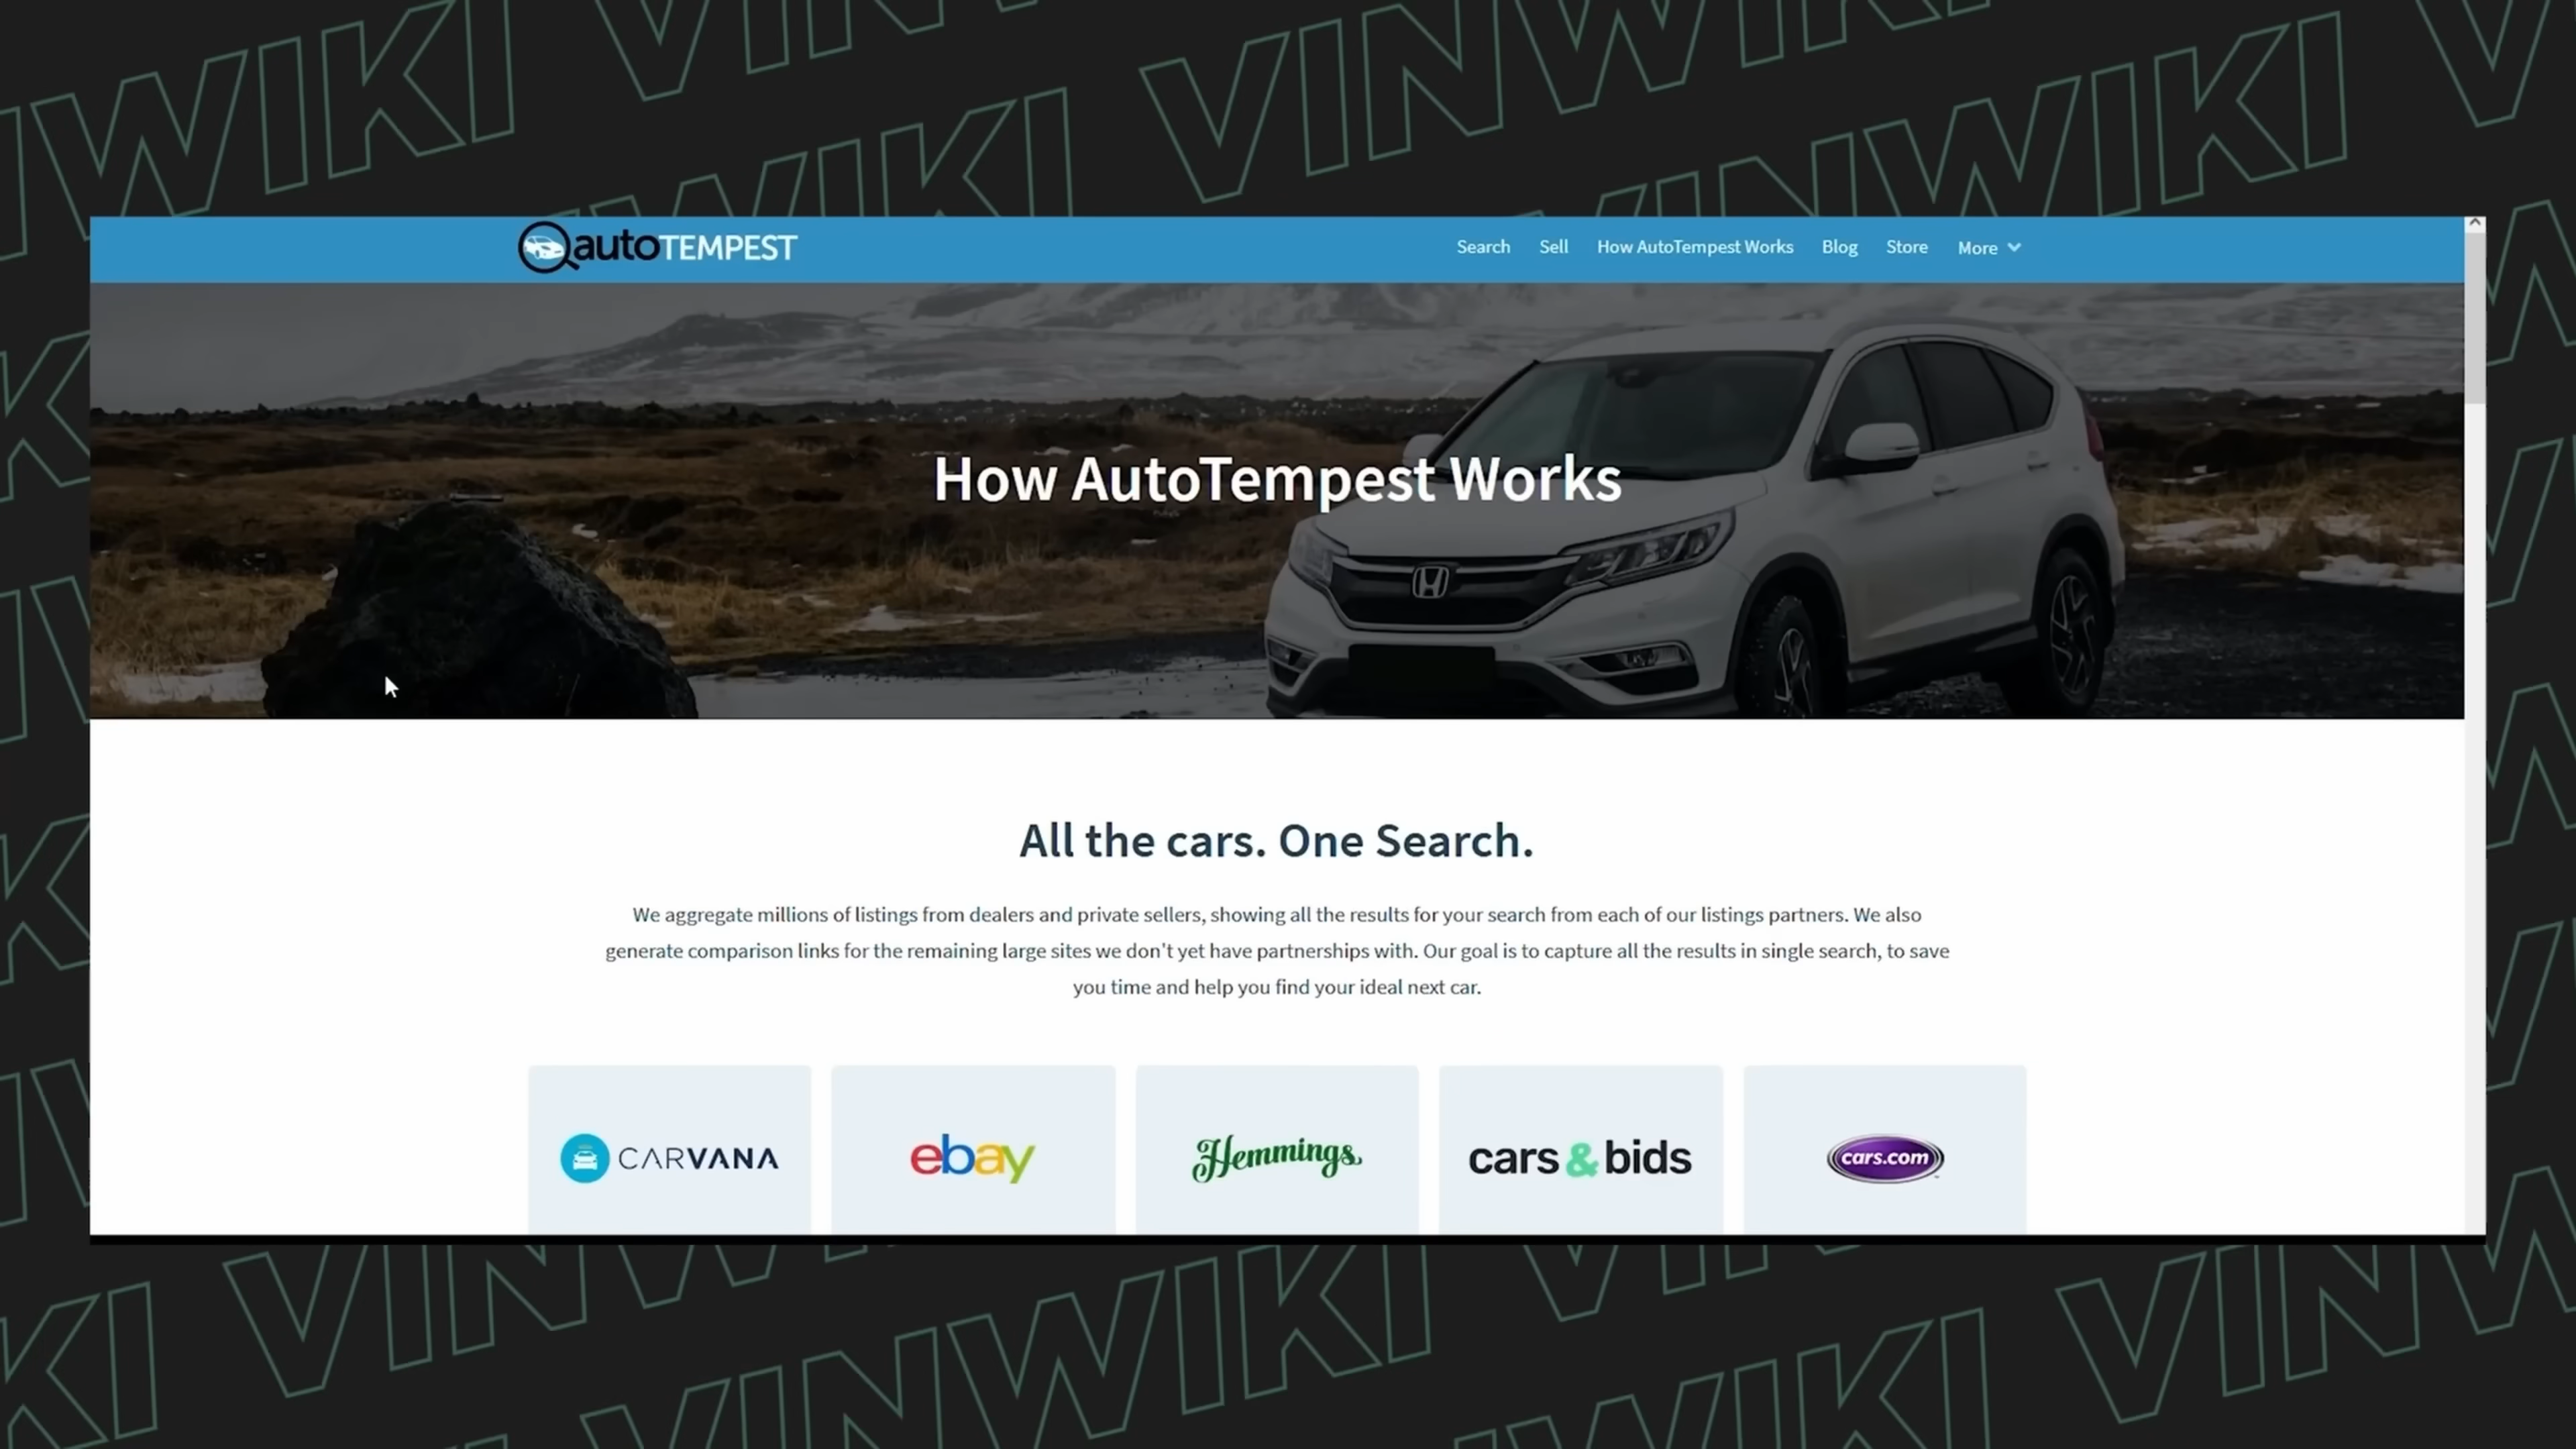 VINWIKI VINWIKI VINWIKI
autoTEMPEST
Search
Sell
How AutoTempest Works
Blog
Store
More
How AutoTempest Works
All the cars. One Search.
We aggregate millions of listings from dealers and private sellers, showing all the results for your search from each of our listings partners. We also
generate comparison links for the remaining large sites we don't yet have partnerships with. Our goal is to capture all the results in single search, to save
you time and help you find your ideal next car.
CARVANA
ebay
Hemmings
cars & bids
cars.com
VINWIKI